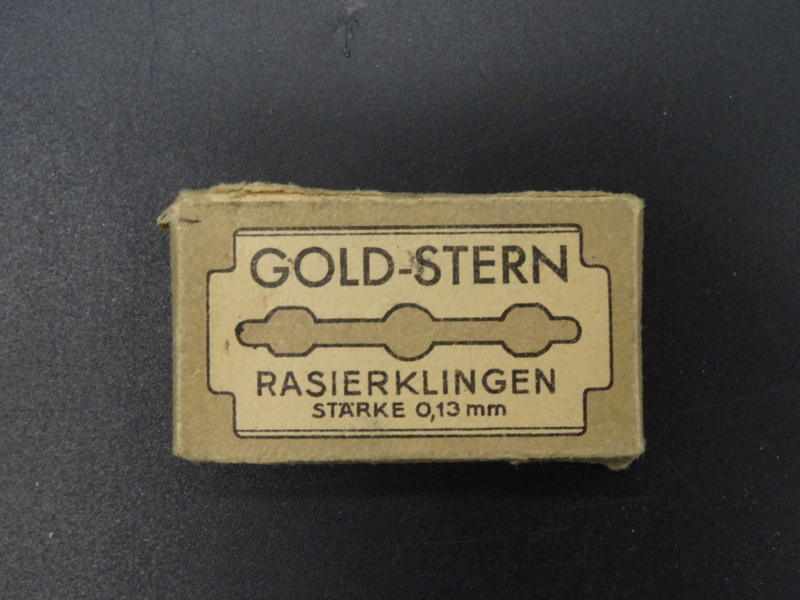 GOLD-STERN
RASIERKLINGEN
STÄRKE 0,13 mm